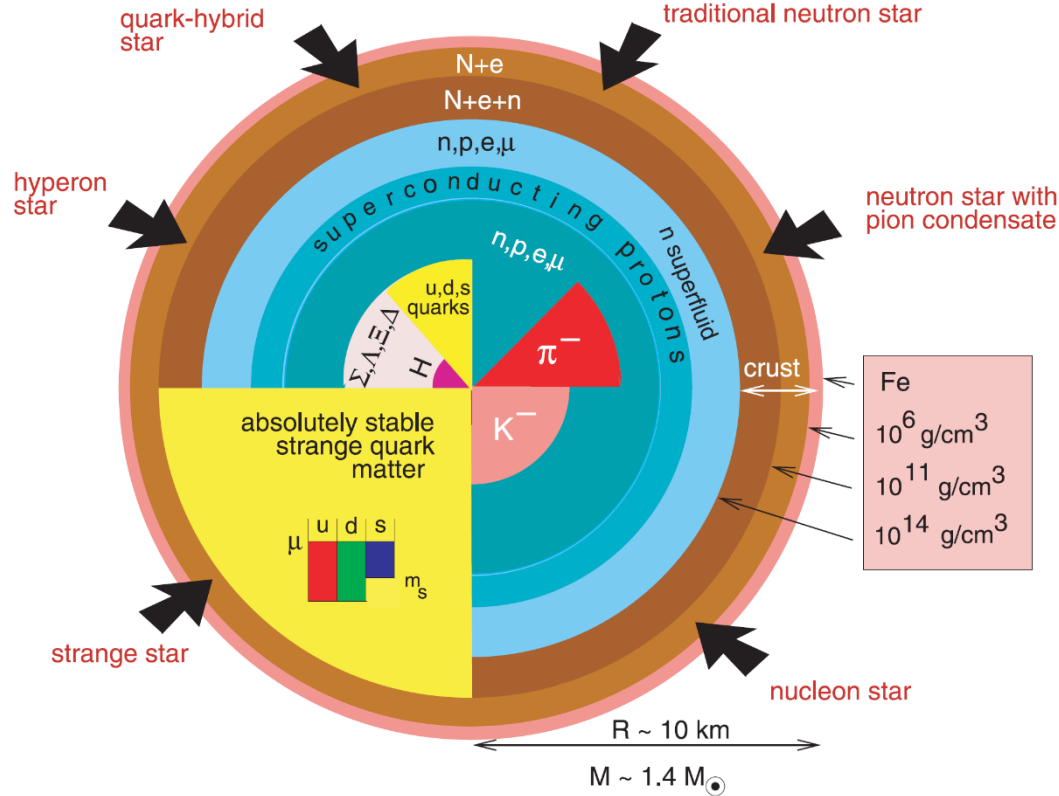 quark-hybrid
star
traditional neutron star
N+e
N+e+n
n,p,e,μ
superconducting protons
n superfluid
hyperon
star
neutron star with
pion condensate
n,p,e,μ
u,d,s
quarks
Σ,Λ,Ξ,Δ
H
π⁻
K⁻
crust
Fe
10⁶ g/cm³
10¹¹ g/cm³
10¹⁴ g/cm³
absolutely stable
strange quark
matter
u d s
μ
mₛ
strange star
nucleon star
R ~ 10 km
M ~ 1.4 M☉